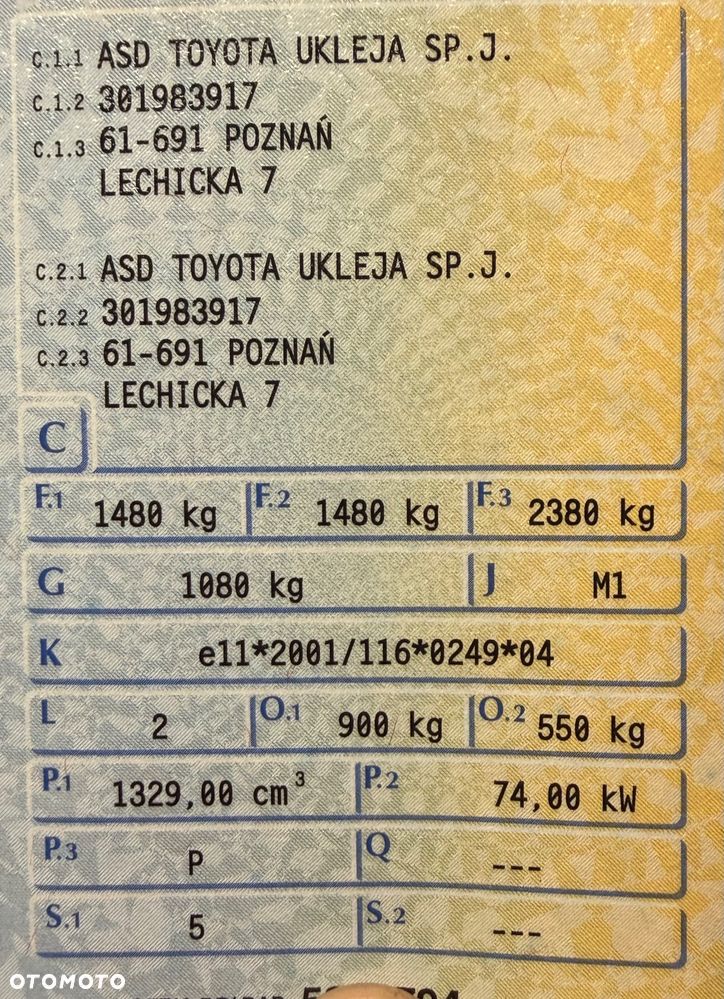 C.1.1 ASD TOYOTA UKLEJA SP.J.
C.1.2 301983917
C.1.3 61-691 POZNAŃ
LECHICKA 7
C.2.1 ASD TOYOTA UKLEJA SP.J.
C.2.2 301983917
C.2.3 61-691 POZNAŃ
LECHICKA 7
C
F.1 1480 kg F.2 1480 kg F.3 2380 kg
G 1080 kg J M1
K e11*2001/116*0249*04
L 2 O.1 900 kg O.2 550 kg
P.1 1329,00 cm³ P.2 74,00 kW
P.3 P Q ---
S.1 5 S.2 ---
OTOMOTO